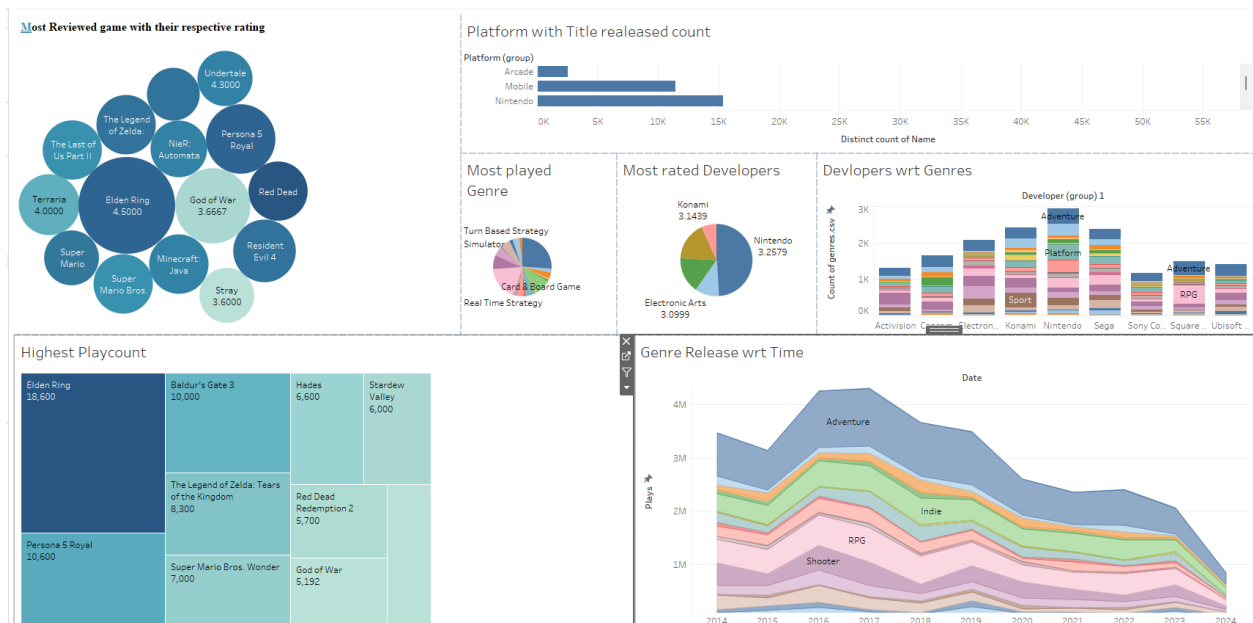 Most Reviewed game with their respective rating
Undertale
4.3000
The Legend
of Zelda:
Persona 5
Royal
The Last of
Us Part II
NieR:
Automata
Terraria
4.0000
Elden Ring
4.5000
God of War
3.6667
Red Dead
Super
Mario
Resident
Evil 4
Super
Mario Bros.
Minecraft:
Java
Stray
3.6000
Platform with Title realeased count
Platform (group)
Arcade
Mobile
Nintendo
0K 5K 10K 15K 20K 25K 30K 35K 40K 45K 50K 55K
Distinct count of Name
Most played
Genre
Turn Based Strategy
Simulator
Card & Board Game
Real Time Strategy
Most rated Developers
Konami
3.1439
Nintendo
3.2579
Electronic Arts
3.0999
Devlopers wrt Genres
Developer (group) 1
Count of genres.csv
3K
2K
1K
0K
Adventure
Platform
Sport
Adventure
RPG
Activision Capcom Electron.. Konami Nintendo Sega Sony Co.. Square .. Ubisoft ..
Highest Playcount
Elden Ring
18,600
Persona 5 Royal
10,600
Baldur's Gate 3
10,000
The Legend of Zelda: Tears
of the Kingdom
8,300
Super Mario Bros. Wonder
7,000
Hades
6,600
Stardew
Valley
6,000
Red Dead
Redemption 2
5,700
God of War
5,192
Genre Release wrt Time
Date
Plays
4M
3M
2M
1M
Adventure
Indie
RPG
Shooter
2014 2015 2016 2017 2018 2019 2020 2021 2022 2023 2024